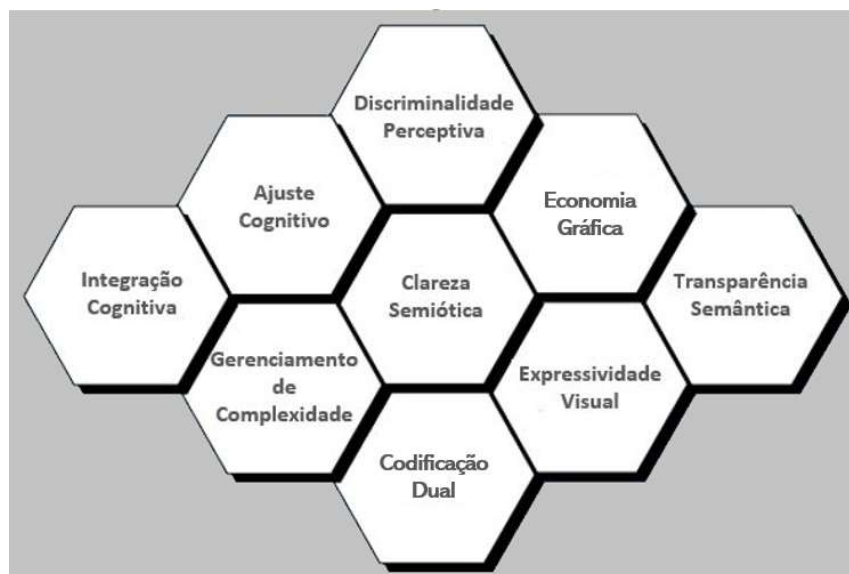 Discriminalidade
Perceptiva
Ajuste
Cognitivo
Economia
Gráfica
Integração
Cognitiva
Clareza
Semiótica
Transparência
Semântica
Gerenciamento
de
Complexidade
Expressividade
Visual
Codificação
Dual